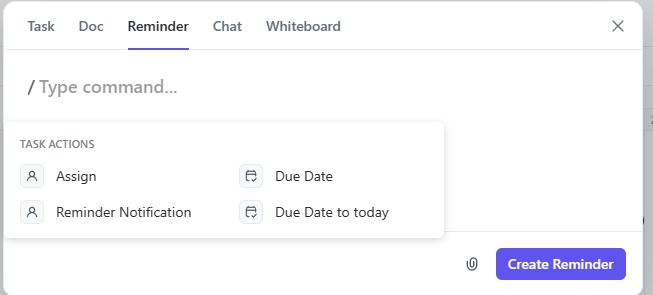 Task Doc Reminder Chat Whiteboard
/ Type command...
TASK ACTIONS
Assign Due Date
Reminder Notification Due Date to today
Create Reminder